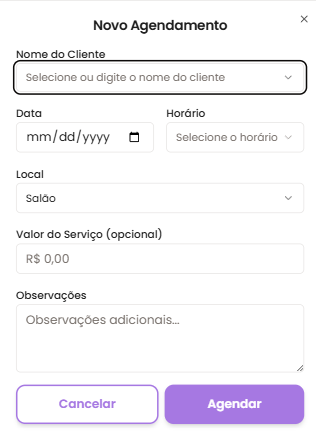 Novo Agendamento
Nome do Cliente
Selecione ou digite o nome do cliente
Data
Horário
mm/dd/yyyy
Selecione o horário
Local
Salão
Valor do Serviço (opcional)
R$ 0,00
Observações
Observações adicionais...
Cancelar
Agendar